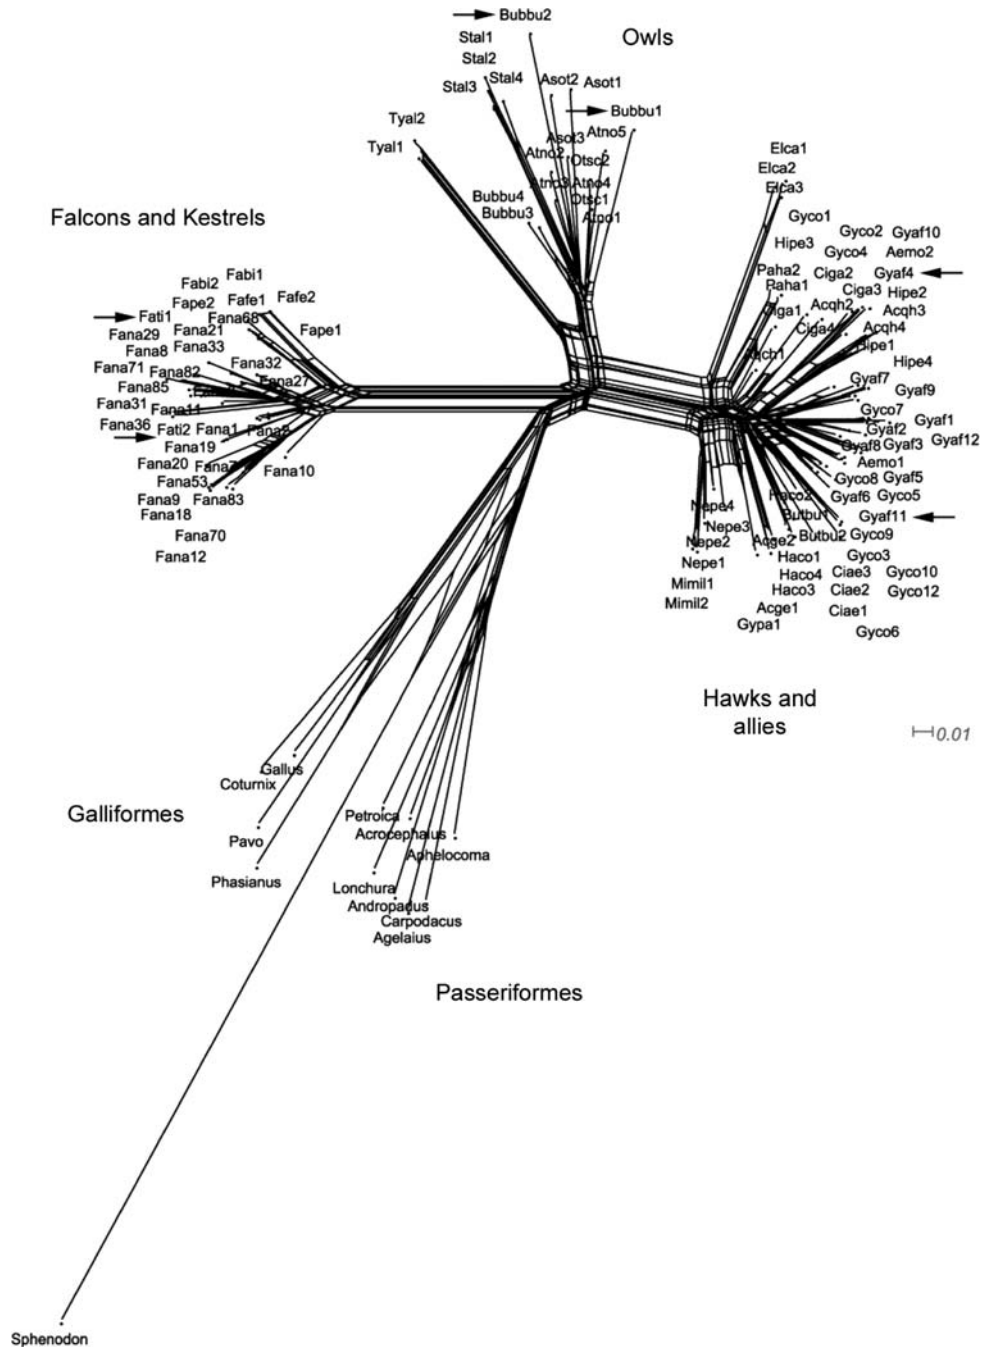 Bubbu2
Owls
Stal1
Stal2
Stal3
Stal4
Asot2
Asot1
Bubbu1
Tyal2
Tyal1
Asot3
Atno5
Atno2
Otsc2
Atno3
Atno4
Otsc1
Atno1
Bubbu4
Bubbu3
Elca1
Elca2
Elca3
Falcons and Kestrels
Gyco1
Gyco2
Gyaf10
Hipe3
Gyco4
Aemo2
Paha2
Ciga2
Gyaf4
Raha1
Ciga3
Hipe2
Ciga1
Acqh2
Acqh3
Ciga4
Acqh4
Hipe1
Aqch1
Hipe4
Fabi2
Fabi1
Fape2
Fafe1
Fafe2
Fati1
Fana68
Fana29
Fana21
Fape1
Fana8
Fana33
Fana71
Fana82
Fana32
Fana85
Fana27
Fana31
Fana11
Fana36
Fati2
Fana1
Fana19
Fana20
Fana10
Fana53
Fana9
Fana83
Fana18
Fana70
Fana12
Gyaf7
Gyaf9
Gyco7
Gyaf1
Gyaf2
Gyaf8
Gyaf3
Gyaf12
Aemo1
Gyco8
Gyaf5
Haco2
Gyaf6
Gyco5
Nepe4
Butbu1
Gyaf11
Nepe3
Nepe2
Acge2
Butbu2
Gyco9
Nepe1
Haco1
Gyco3
Mimil1
Haco4
Ciae3
Gyco10
Mimil2
Haco3
Ciae2
Gyco12
Acge1
Ciae1
Gypa1
Gyco6
Hawks and
allies
0.01
Gallus
Coturnix
Galliformes
Pavo
Phasianus
Petroica
Acrocephalus
Aphelocoma
Lonchura
Andropadus
Carpodacus
Agelaius
Passeriformes
Sphenodon